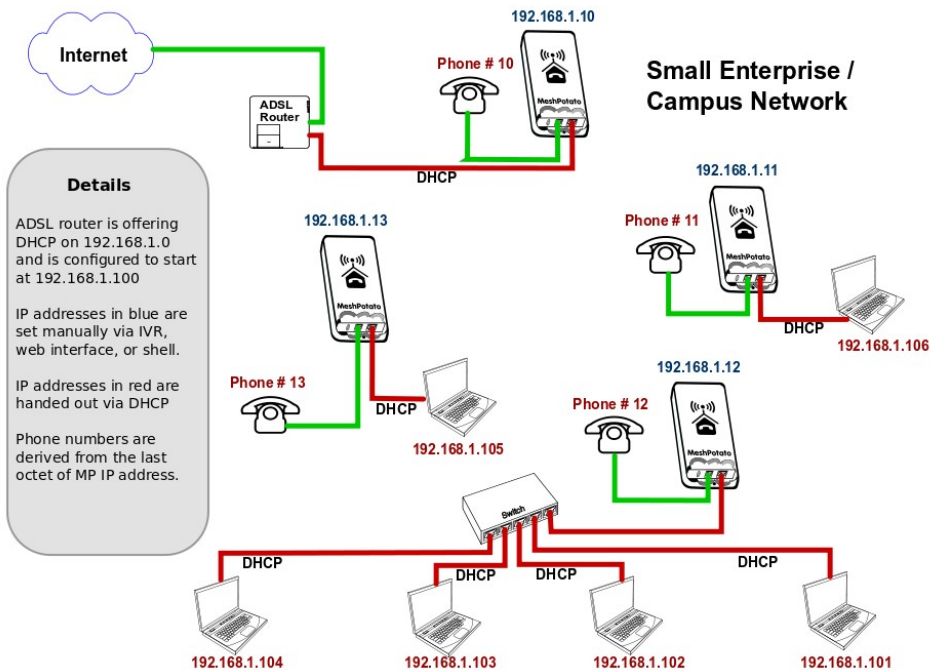 192.168.1.10
Internet
Phone # 10
Small Enterprise /
Campus Network
MeshPotato
ADSL
Router
DHCP
192.168.1.11
Details
ADSL router is offering
DHCP on 192.168.1.0
and is configured to start
at 192.168.1.100
IP addresses in blue are
set manually via IVR,
web interface, or shell.
IP addresses in red are
handed out via DHCP
Phone numbers are
derived from the last
octet of MP IP address.
192.168.1.13
Phone # 11
MeshPotato
MeshPotato
DHCP
192.168.1.106
192.168.1.12
Phone # 13
DHCP
Phone # 12
192.168.1.105
MeshPotato
Switch
DHCP
DHCP
DHCP
DHCP
192.168.1.104
192.168.1.103
192.168.1.102
192.168.1.101